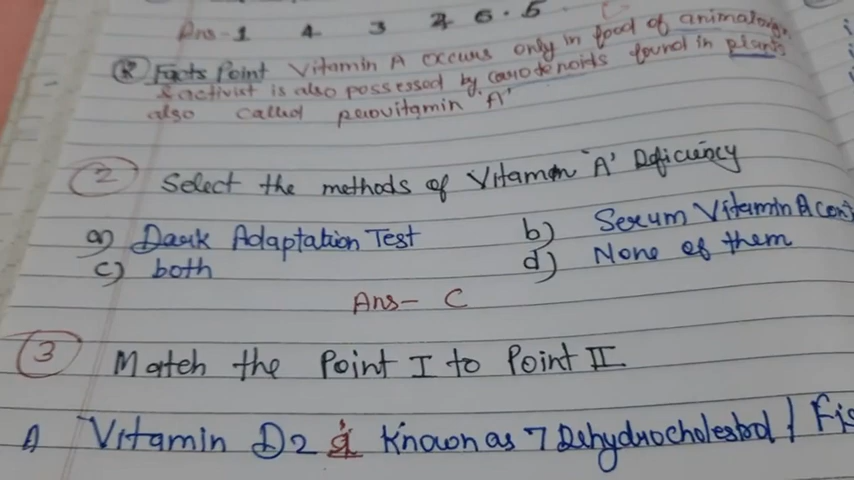 Ans - 1 4 3 2 6 . 5
(R) Facts Point Vitamin A occurs only in food of animal
& activist is also possessed by carotenoids found in plants
also called provitamin 'A'
(2) Select the methods of Vitamin 'A' Deficiency
a) Dark Adaptation Test b) Serum Vitamin A con
c) both d) None of them
Ans - C
(3) Match the Point I to Point II
A Vitamin D2 Known as 7 Dehydrocholestrol / Fis